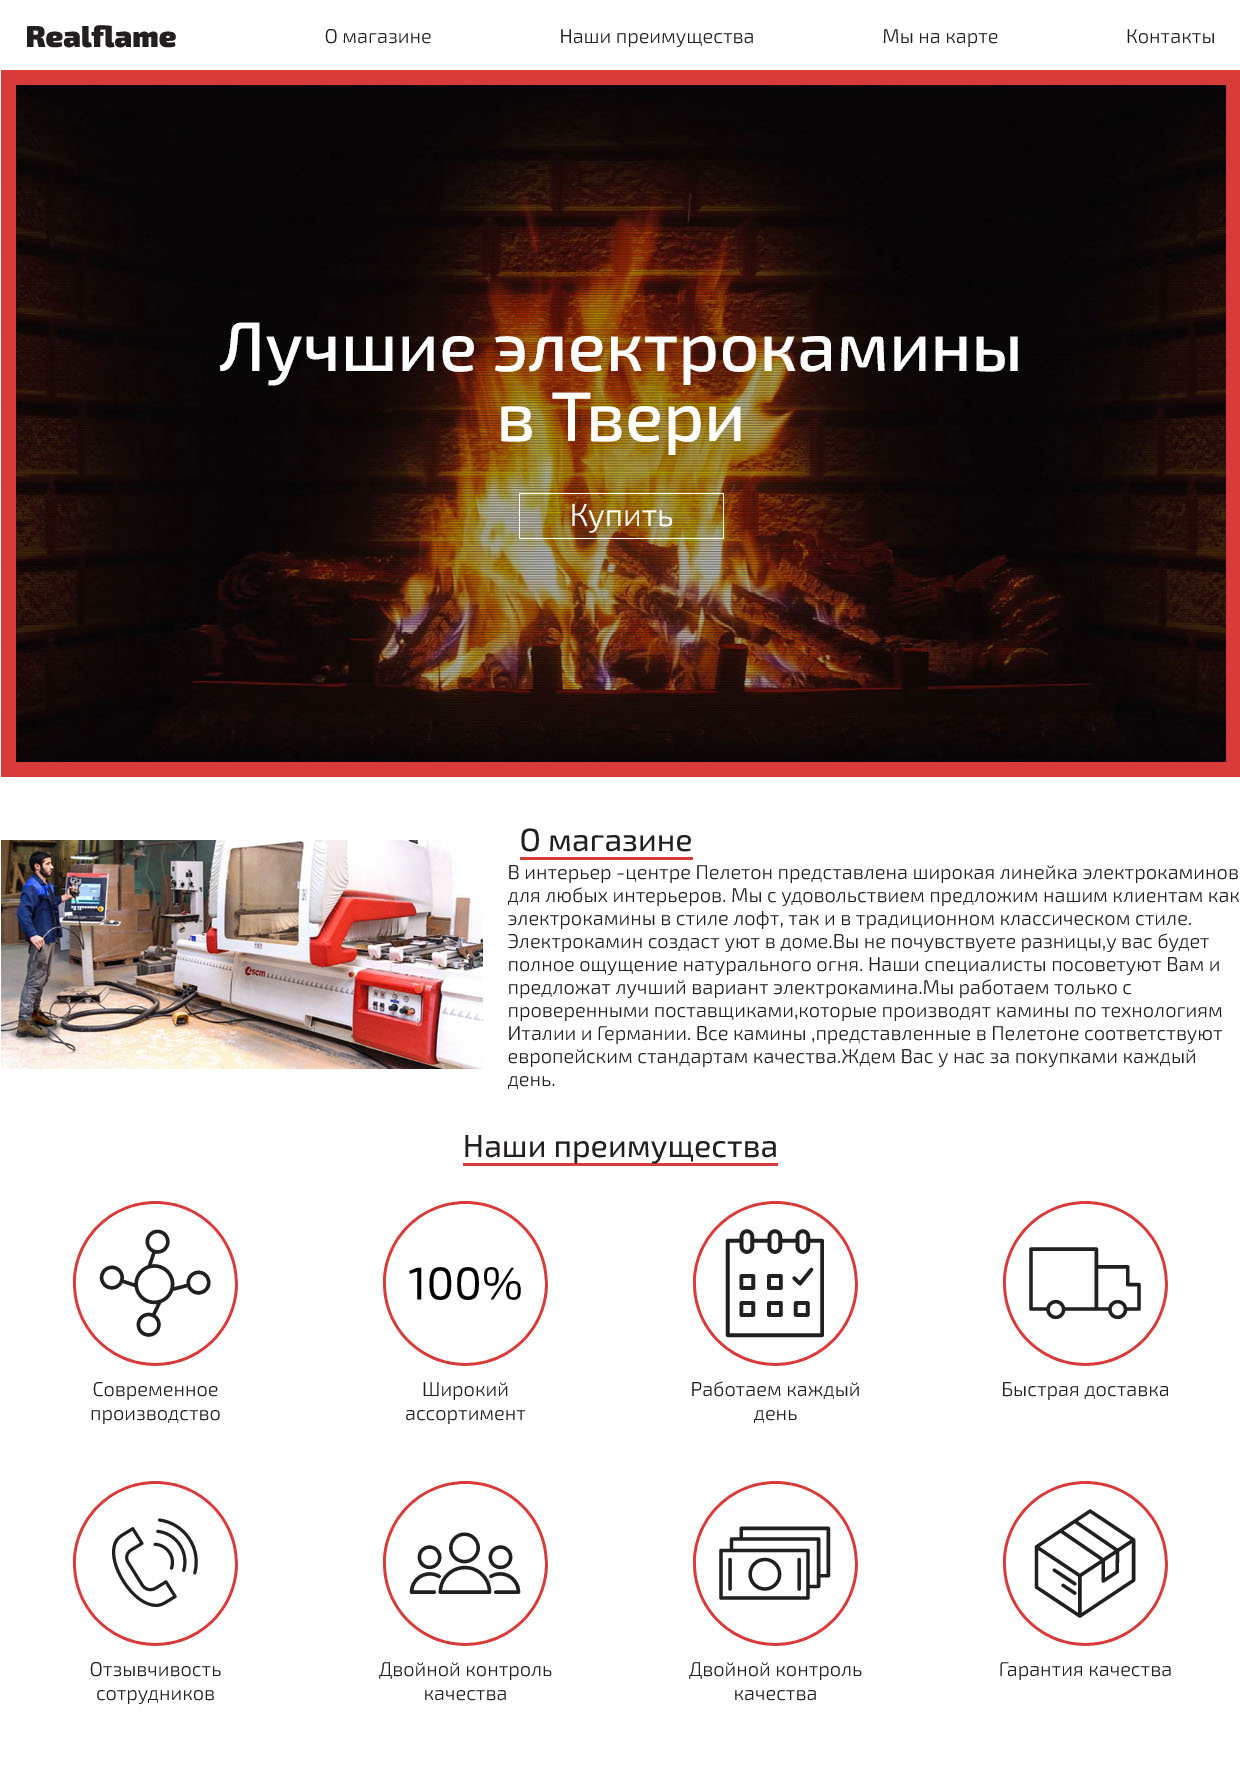 Realflame
О магазине
Наши преимущества
Мы на карте
Контакты
Лучшие электрокамины
в Твери
Купить
О магазине
В интерьер -центре Пелетон представлена широкая линейка электрокаминов
для любых интерьеров. Мы с удовольствием предложим нашим клиентам как
электрокамины в стиле лофт, так и в традиционном классическом стиле.
Электрокамин создаст уют в доме.Вы не почувствуете разницы,у вас будет
полное ощущение натурального огня. Наши специалисты посоветуют Вам и
предложат лучший вариант электрокамина.Мы работаем только с
проверенными поставщиками,которые производят камины по технологиям
Италии и Германии. Все камины ,представленные в Пелетоне соответствуют
европейским стандартам качества.Ждем Вас у нас за покупками каждый
день.
scm
Наши преимущества
100%
Современное
производство
Широкий
ассортимент
Работаем каждый
день
Быстрая доставка
Отзывчивость
сотрудников
Двойной контроль
качества
Двойной контроль
качества
Гарантия качества